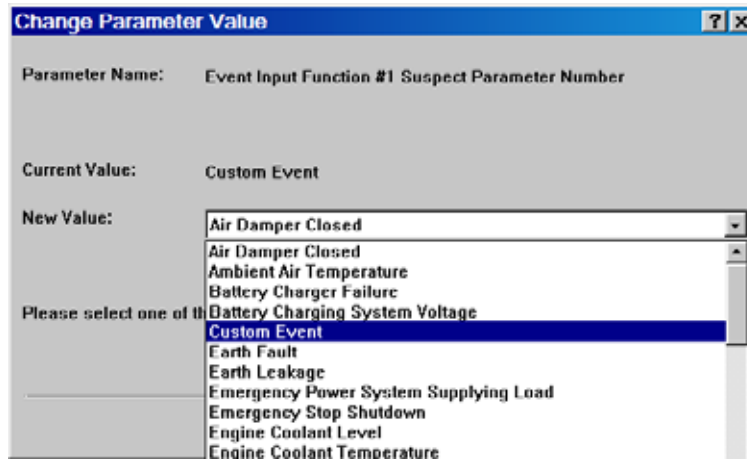 Change Parameter Value
Parameter Name: Event Input Function #1 Suspect Parameter Number
Current Value: Custom Event
New Value: Air Damper Closed
Air Damper Closed
Ambient Air Temperature
Battery Charger Failure
Please select one of th Battery Charging System Voltage
Custom Event
Earth Fault
Earth Leakage
Emergency Power System Supplying Load
Emergency Stop Shutdown
Engine Coolant Level
Engine Coolant Temperature